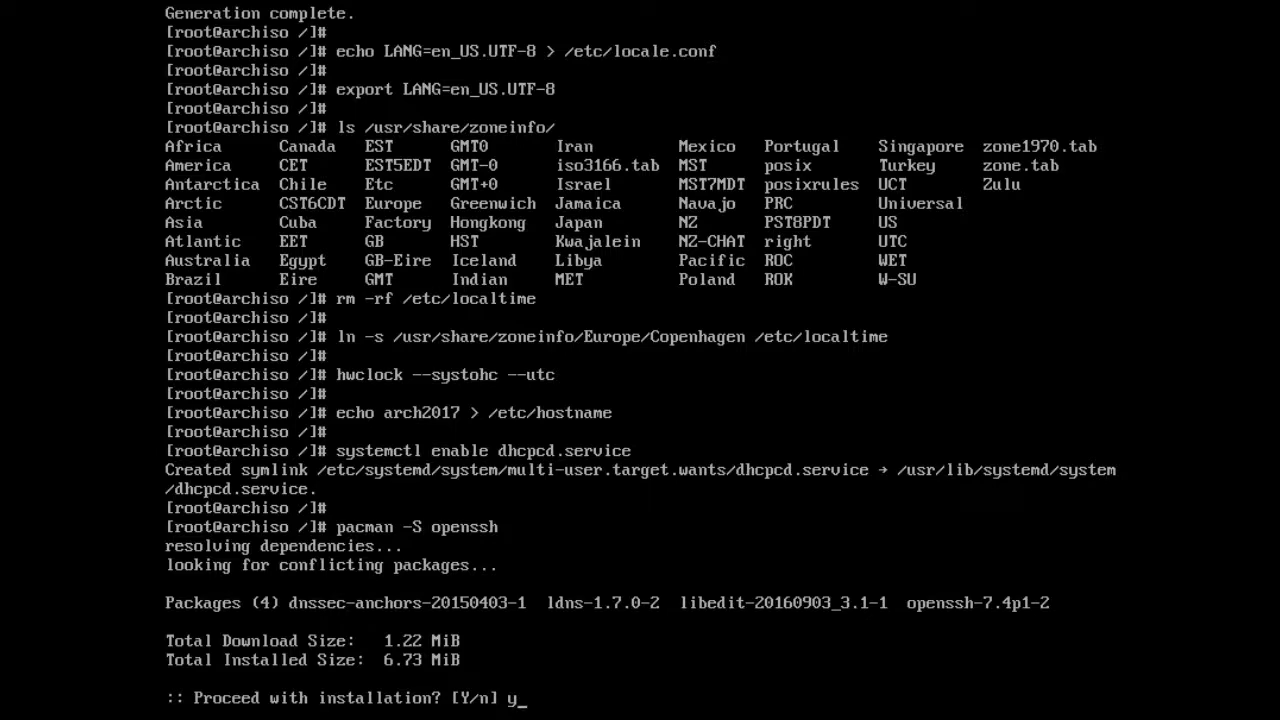 Generation complete.
[root@archiso /]#
[root@archiso /]# echo LANG=en_US.UTF-8 > /etc/locale.conf
[root@archiso /]#
[root@archiso /]# export LANG=en_US.UTF-8
[root@archiso /]#
[root@archiso /]# ls /usr/share/zoneinfo/
Africa Canada EST GMT0 Iran Mexico Portugal Singapore zone1970.tab
America CET EST5EDT GMT-0 iso3166.tab MST posix Turkey zone.tab
Antarctica Chile Etc GMT+0 Israel MST7MDT posixrules UCT Zulu
Arctic CST6CDT Europe Greenwich Jamaica Navajo PRC Universal
Asia Cuba Factory Hongkong Japan NZ PST8PDT US
Atlantic EET GB HST Kwajalein NZ-CHAT right UTC
Australia Egypt GB-Eire Iceland Libya Pacific ROC WET
Brazil Eire GMT Indian MET Poland ROK W-SU
[root@archiso /]# rm -rf /etc/localtime
[root@archiso /]#
[root@archiso /]# ln -s /usr/share/zoneinfo/Europe/Copenhagen /etc/localtime
[root@archiso /]#
[root@archiso /]# hwclock --systohc --utc
[root@archiso /]#
[root@archiso /]# echo arch2017 > /etc/hostname
[root@archiso /]#
[root@archiso /]# systemctl enable dhcpcd.service
Created symlink /etc/systemd/system/multi-user.target.wants/dhcpcd.service → /usr/lib/systemd/system
/dhcpcd.service.
[root@archiso /]#
[root@archiso /]# pacman -S openssh
resolving dependencies...
looking for conflicting packages...
Packages (4) dnssec-anchors-20150403-1 ldns-1.7.0-2 libedit-20160903_3.1-1 openssh-7.4p1-2
Total Download Size: 1.22 MiB
Total Installed Size: 6.73 MiB
:: Proceed with installation? [Y/n] y_